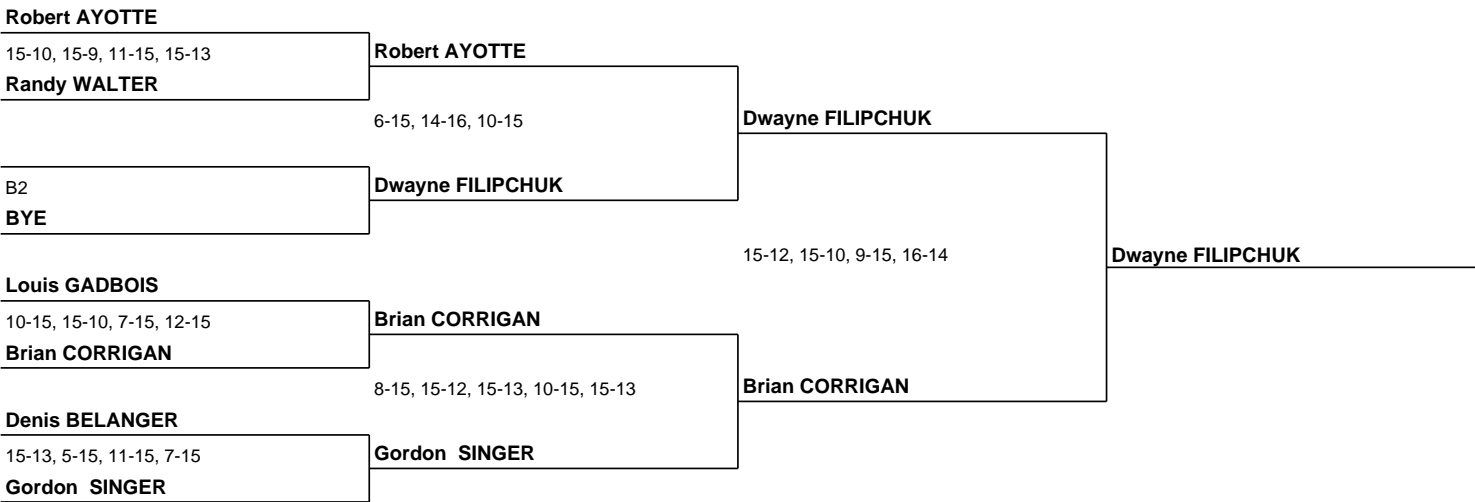 Robert AYOTTE
15-10, 15-9, 11-15, 15-13
Robert AYOTTE
Randy WALTER
6-15, 14-16, 10-15
Dwayne FILIPCHUK
B2
Dwayne FILIPCHUK
BYE
15-12, 15-10, 9-15, 16-14
Dwayne FILIPCHUK
Louis GADBOIS
10-15, 15-10, 7-15, 12-15
Brian CORRIGAN
Brian CORRIGAN
8-15, 15-12, 15-13, 10-15, 15-13
Brian CORRIGAN
Denis BELANGER
15-13, 5-15, 11-15, 7-15
Gordon  SINGER
Gordon  SINGER